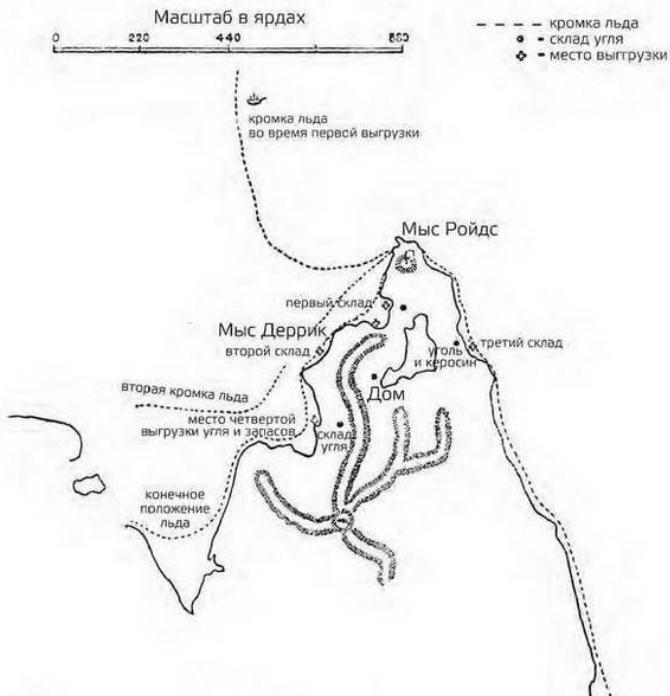 Масштаб в ярдах
0 220 440 880
кромка льда
склад угля
место выггрузки
кромка льда
во время первой выгрузки
Мыс Ройдс
первый склад
Мыс Деррик
второй склад
третий склад
уголь
и керосин
Дом
вторая кромка льда
место четвертой
выгрузки угля и запасов
склад
угля
конечное
положение
льда